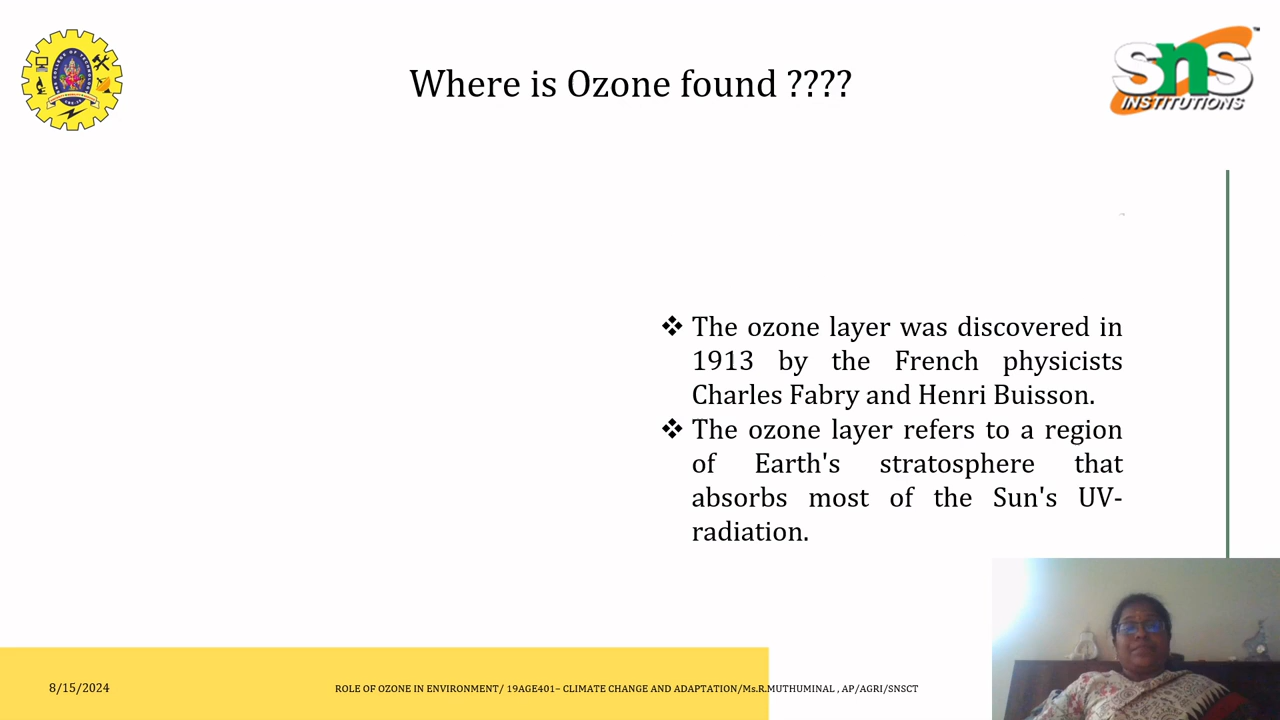 Where is Ozone found ????
sns
INSTITUTIONS
TM
❖ The ozone layer was discovered in
1913 by the French physicists
Charles Fabry and Henri Buisson.
❖ The ozone layer refers to a region
of Earth's stratosphere that
absorbs most of the Sun's UV-
radiation.
8/15/2024
ROLE OF OZONE IN ENVIRONMENT/ 19AGE401– CLIMATE CHANGE AND ADAPTATION/Ms.R.MUTHUMINAL , AP/AGRI/SNSCT